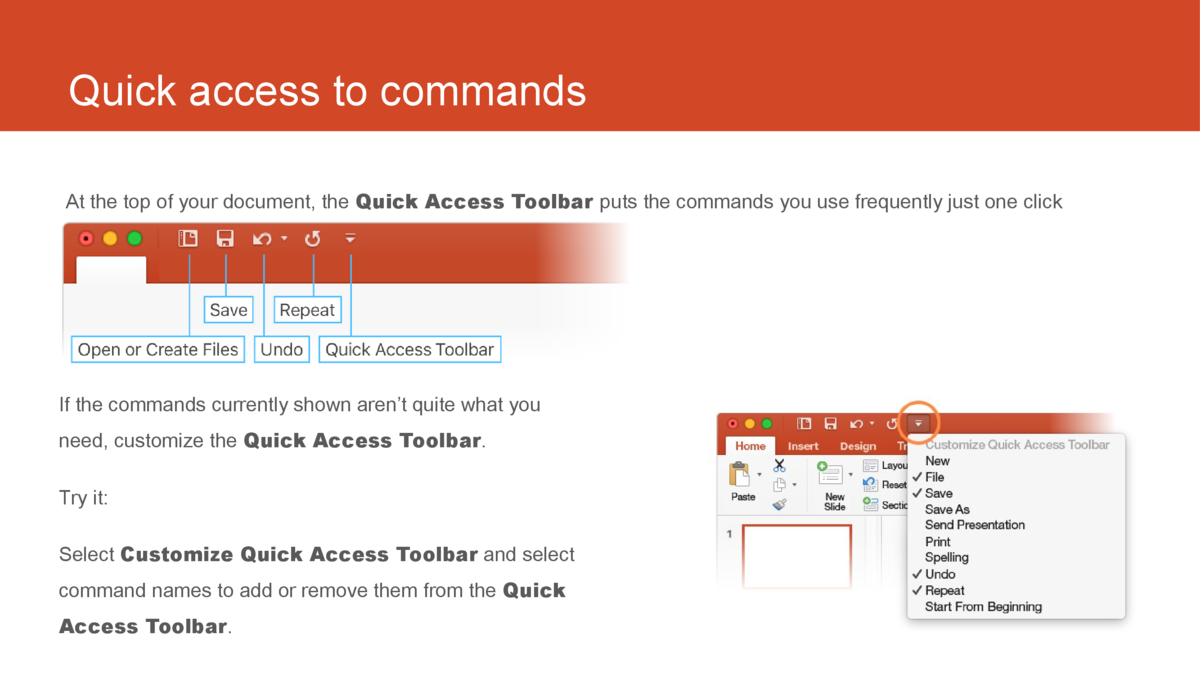 Quick access to commands
At the top of your document, the Quick Access Toolbar puts the commands you use frequently just one click
Save
Repeat
Open or Create Files
Undo
Quick Access Toolbar
If the commands currently shown aren't quite what you
need, customize the Quick Access Toolbar.
Try it:
Select Customize Quick Access Toolbar and select
command names to add or remove them from the Quick
Access Toolbar.
Home
Insert
Design
Tr
Paste
New
Slide
Layou
Reset
Sectio
1
Customize Quick Access Toolbar
New
✓ File
✓ Save
Save As
Send Presentation
Print
Spelling
✓ Undo
✓ Repeat
Start From Beginning